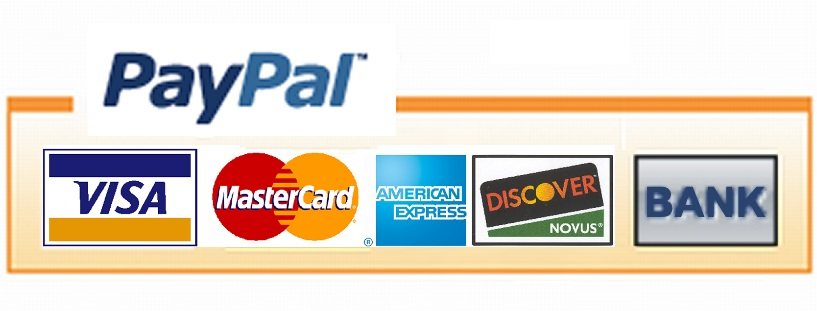 PayPal™
VISA
MasterCard
®
AMERICAN
EXPRESS
DISCOVER
NOVUS®
BANK